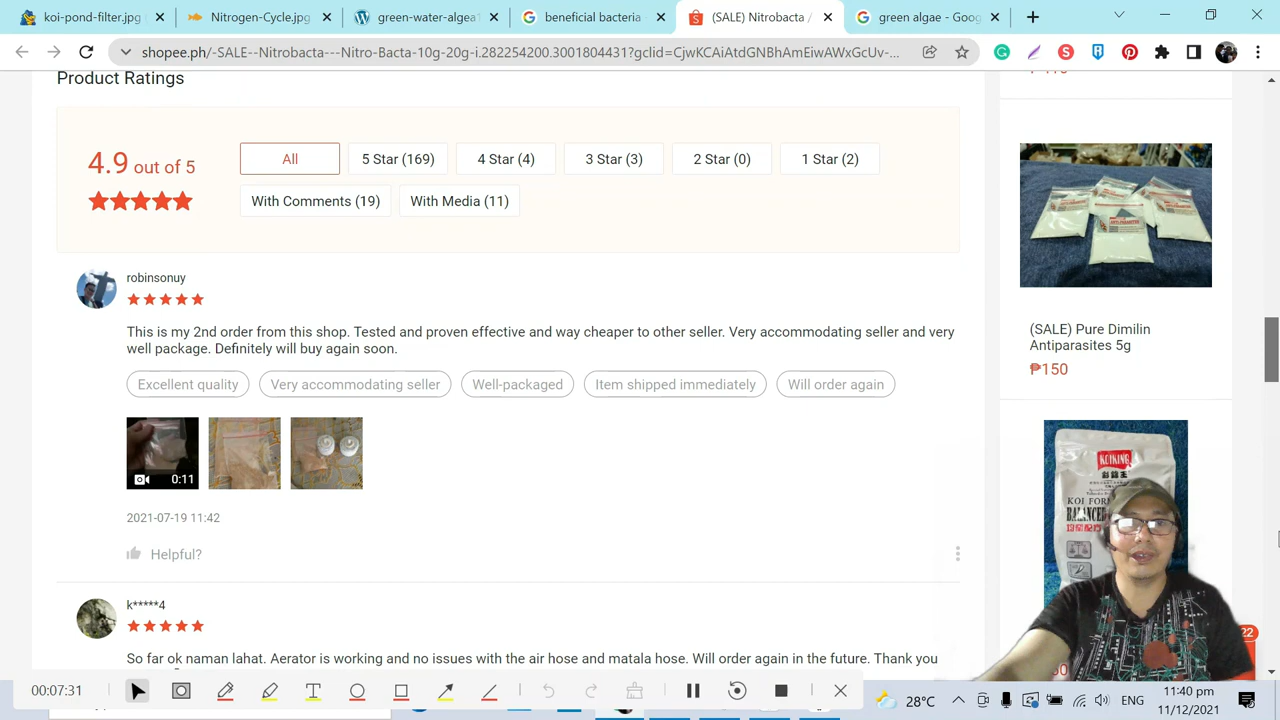 koi-pond-filter.jpg
Nitrogen-Cycle.jpg
green-water-algea
beneficial bacteria -
(SALE) Nitrobacta /
green algae - Goog
shopee.ph/-SALE--Nitrobacta---Nitro-Bacta-10g-20g-i.282254200.3001804431?gclid=CjwKCAiAtdGNBhAmEiwAWxGcUv-...
Product Ratings
4.9 out of 5
All
5 Star (169)
4 Star (4)
3 Star (3)
2 Star (0)
1 Star (2)
With Comments (19)
With Media (11)
robinsonuy
This is my 2nd order from this shop. Tested and proven effective and way cheaper to other seller. Very accommodating seller and very
well package. Definitely will buy again soon.
Excellent quality
Very accommodating seller
Well-packaged
Item shipped immediately
Will order again
0:11
2021-07-19 11:42
Helpful?
k*****4
So far ok naman lahat. Aerator is working and no issues with the air hose and matala hose. Will order again in the future. Thank you
(SALE) Pure Dimilin
Antiparasites 5g
₱150
KOIKING
KOI FOR
BALANCE
22
00:07:31
28°C
ENG
11:40 pm
11/12/2021